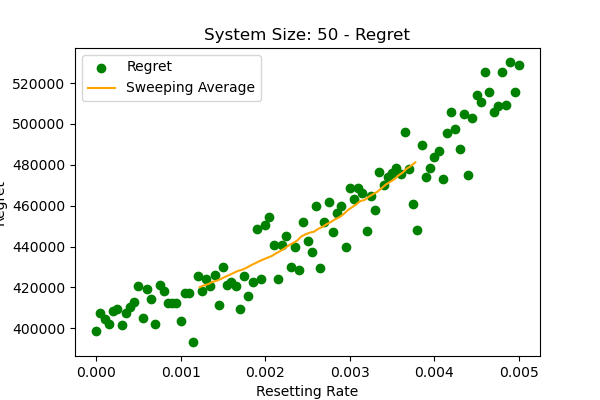 System Size: 50 - Regret
Regret
Sweeping Average
520000
500000
480000
460000
440000
420000
400000
Regret
0.000 0.001 0.002 0.003 0.004 0.005
Resetting Rate